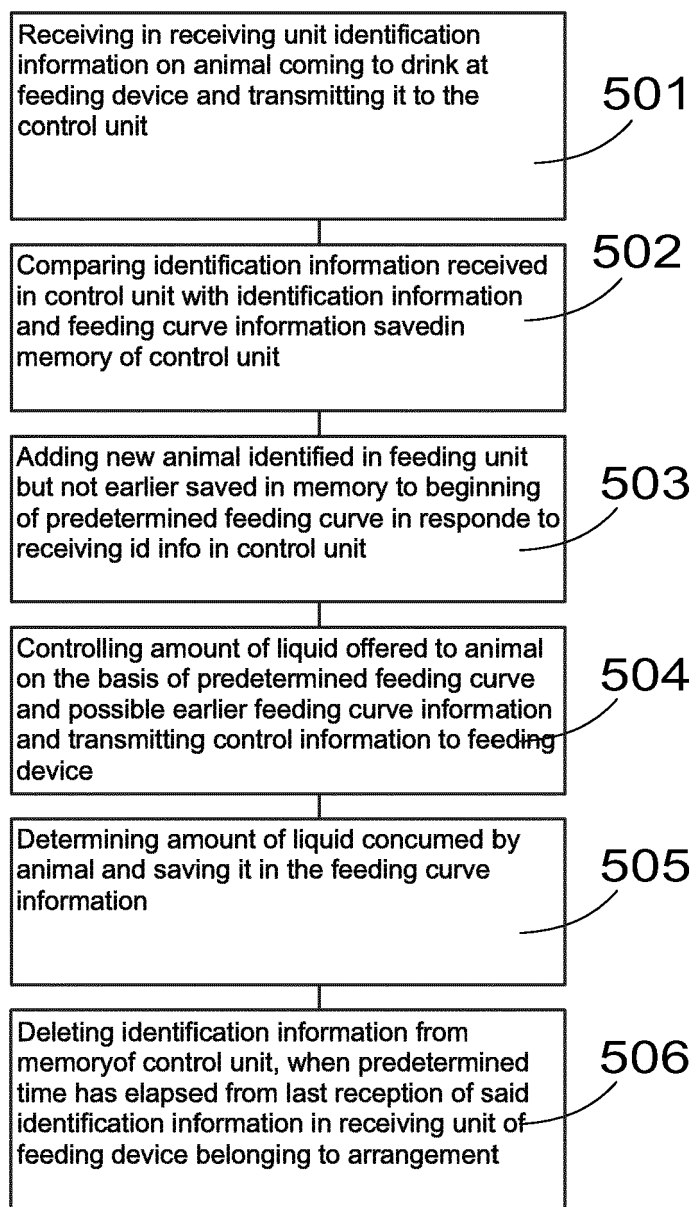 Receiving in receiving unit identification
information on animal coming to drink at
feeding device and transmitting it to the
control unit
501
Comparing identification information received
in control unit with identification information
and feeding curve information savedin
memory of control unit
502
Adding new animal identified in feeding unit
but not earlier saved in memory to beginning
of predetermined feeding curve in responde to
receiving id info in control unit
503
Controlling amount of liquid offered to animal
on the basis of predetermined feeding curve
and possible earlier feeding curve information
and transmitting control information to feeding
device
504
Determining amount of liquid concumed by
animal and saving it in the feeding curve
information
505
Deleting identification information from
memoryof control unit, when predetermined
time has elapsed from last reception of said
identification information in receiving unit of
feeding device belonging to arrangement
506